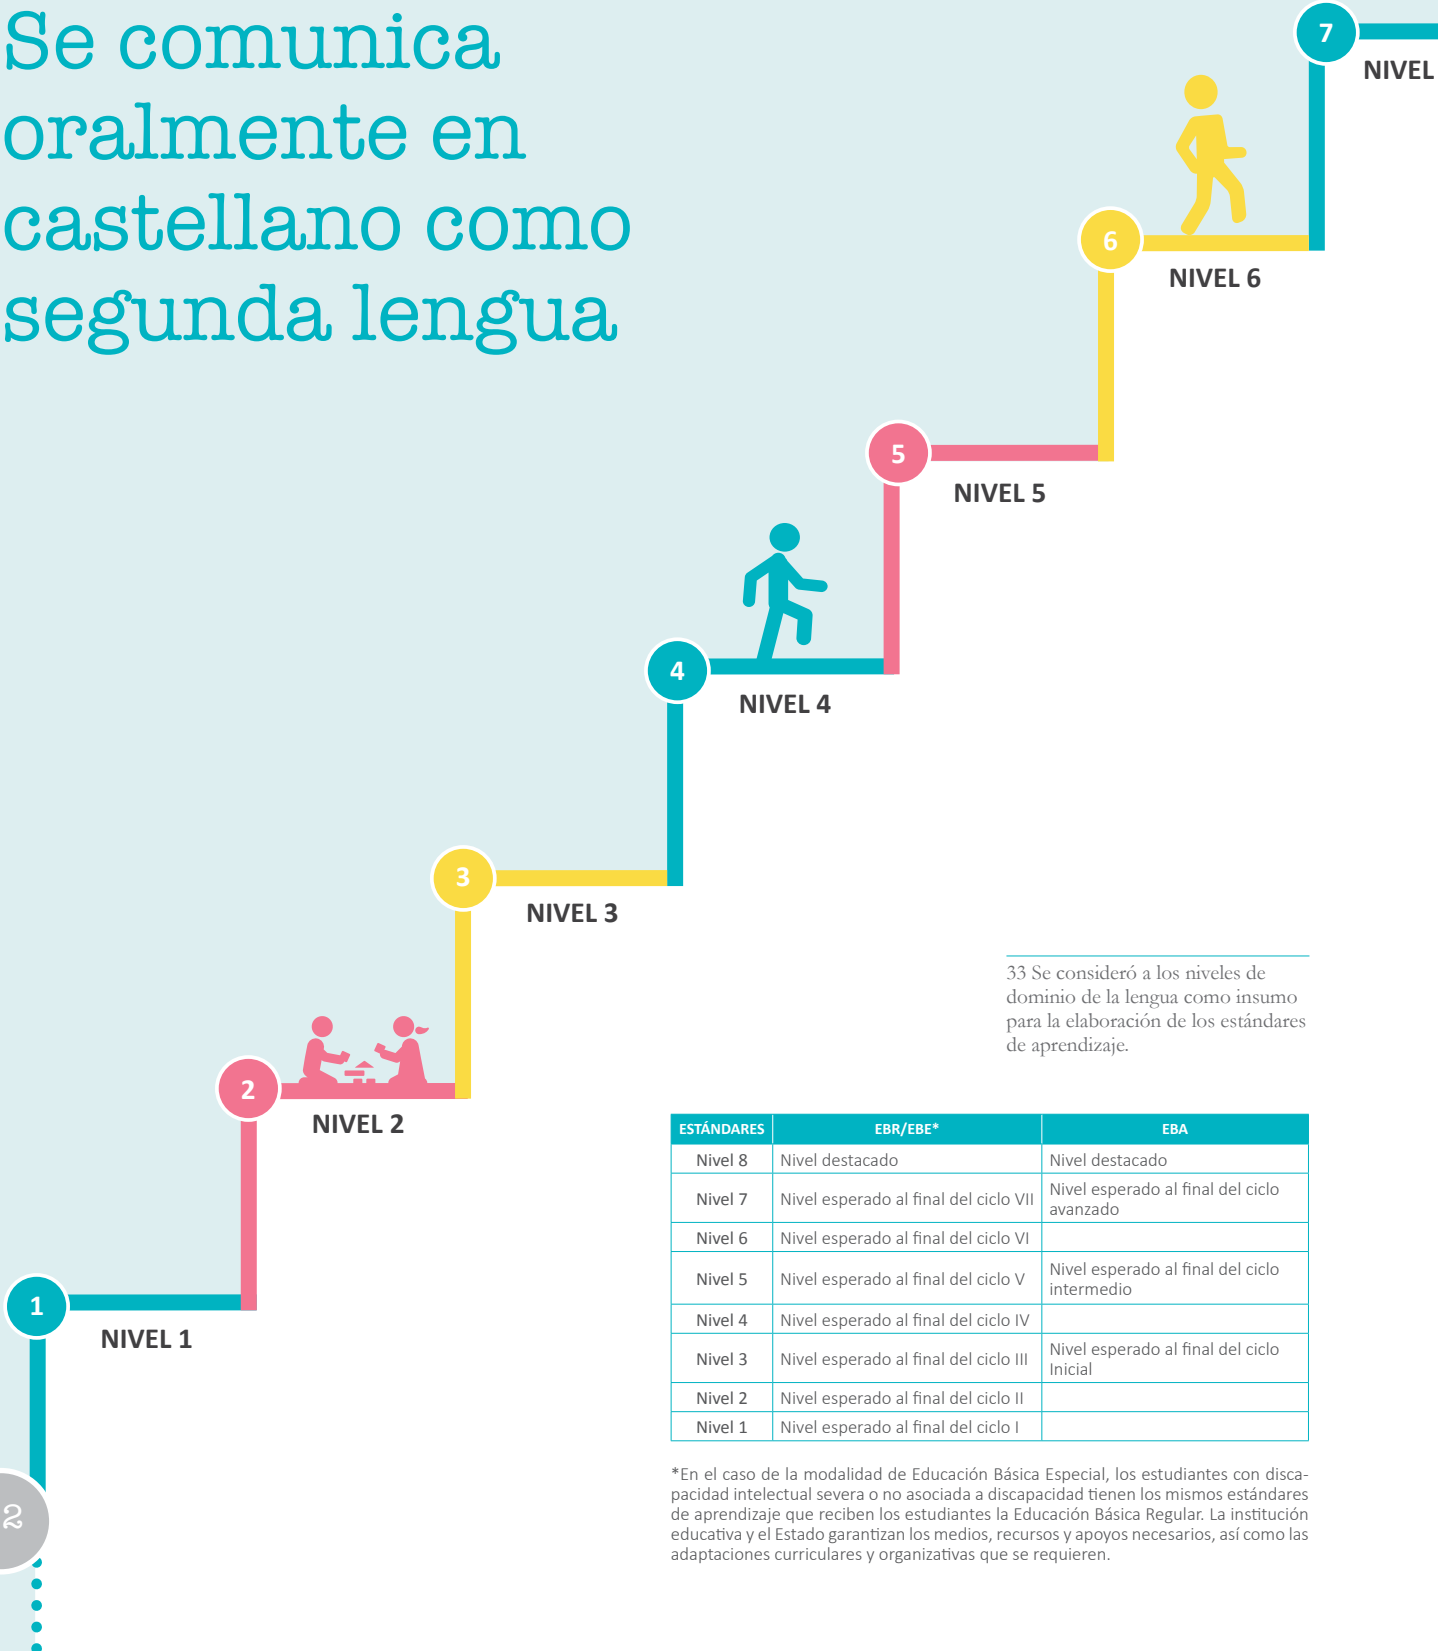 Se comunica
oralmente en
castellano como
segunda lengua
7
NIVEL
6
NIVEL 6
5
NIVEL 5
4
NIVEL 4
3
NIVEL 3
2
NIVEL 2
1
NIVEL 1
33 Se consideró a los niveles de
dominio de la lengua como insumo
para la elaboración de los estándares
de aprendizaje.
ESTÁNDARES EBR/EBE* EBA
Nivel 8 Nivel destacado Nivel destacado
Nivel 7 Nivel esperado al final del ciclo VII Nivel esperado al final del ciclo
avanzado
Nivel 6 Nivel esperado al final del ciclo VI
Nivel 5 Nivel esperado al final del ciclo V Nivel esperado al final del ciclo
intermedio
Nivel 4 Nivel esperado al final del ciclo IV
Nivel 3 Nivel esperado al final del ciclo III Nivel esperado al final del ciclo
Inicial
Nivel 2 Nivel esperado al final del ciclo II
Nivel 1 Nivel esperado al final del ciclo I
*En el caso de la modalidad de Educación Básica Especial, los estudiantes con disca-
pacidad intelectual severa o no asociada a discapacidad tienen los mismos estándares
de aprendizaje que reciben los estudiantes la Educación Básica Regular. La institución
educativa y el Estado garantizan los medios, recursos y apoyos necesarios, así como las
adaptaciones curriculares y organizativas que se requieren.
2